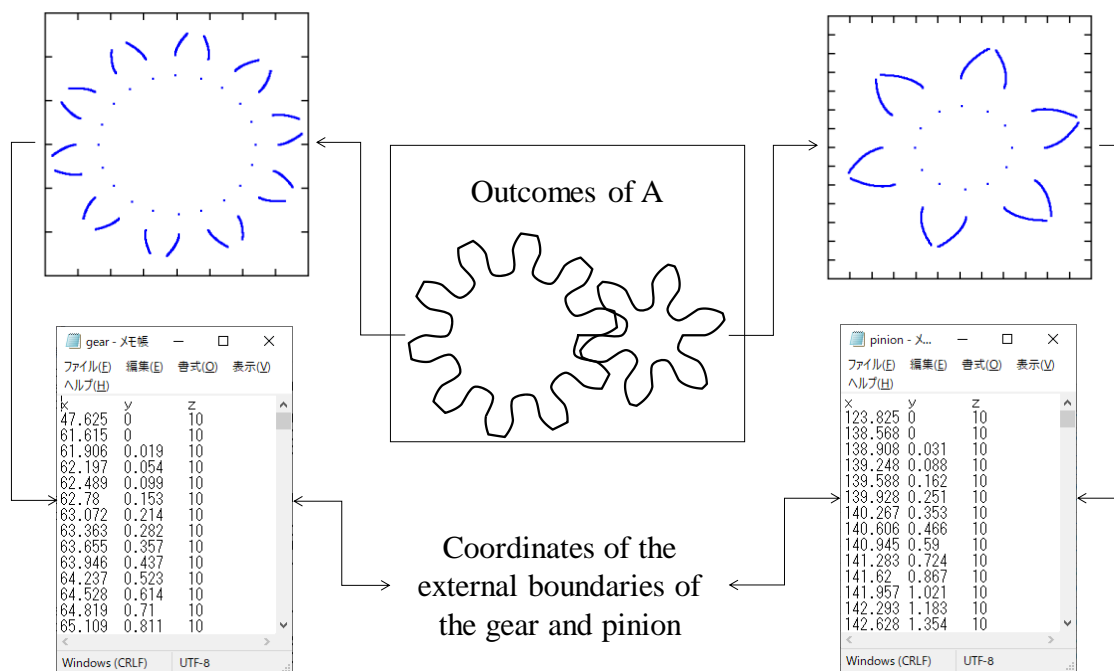 Outcomes of A
gear - メモ帳
ファイル(F) 編集(E) 書式(O) 表示(V)
ヘルプ(H)
x y z
47.625 0 10
61.615 0 10
61.906 0.019 10
62.197 0.054 10
62.489 0.099 10
62.78 0.153 10
63.072 0.214 10
63.363 0.282 10
63.655 0.357 10
63.946 0.437 10
64.237 0.523 10
64.528 0.614 10
64.819 0.71 10
65.109 0.811 10
Windows (CRLF) UTF-8
Coordinates of the
external boundaries of
the gear and pinion
pinion - メ...
ファイル(F) 編集(E) 書式(O) 表示(V)
ヘルプ(H)
x y z
123.825 0 10
138.568 0 10
138.908 0.031 10
139.248 0.088 10
139.588 0.162 10
139.928 0.251 10
140.267 0.353 10
140.606 0.466 10
140.945 0.59 10
141.283 0.724 10
141.62 0.867 10
141.957 1.021 10
142.293 1.183 10
142.628 1.354 10
Windows (CRLF) UTF-8